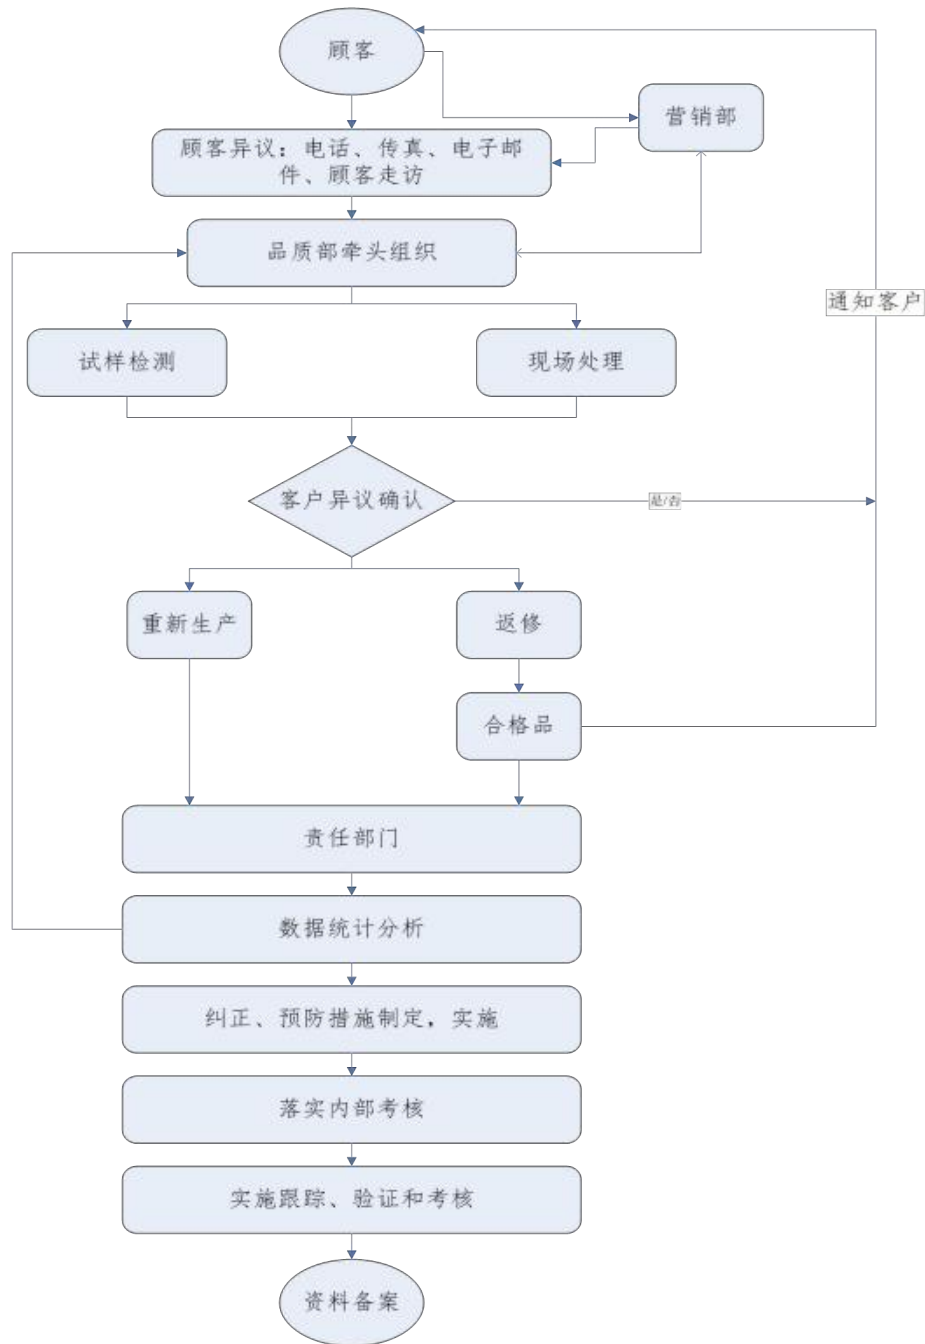 顾客
营销部
顾客异议：电话、传真、电子邮
件、顾客走访
品质部牵头组织
通知客户
试样检测
现场处理
客户异议确认
是/否
重新生产
返修
合格品
责任部门
数据统计分析
纠正、预防措施制定，实施
落实内部考核
实施跟踪、验证和考核
资料备案